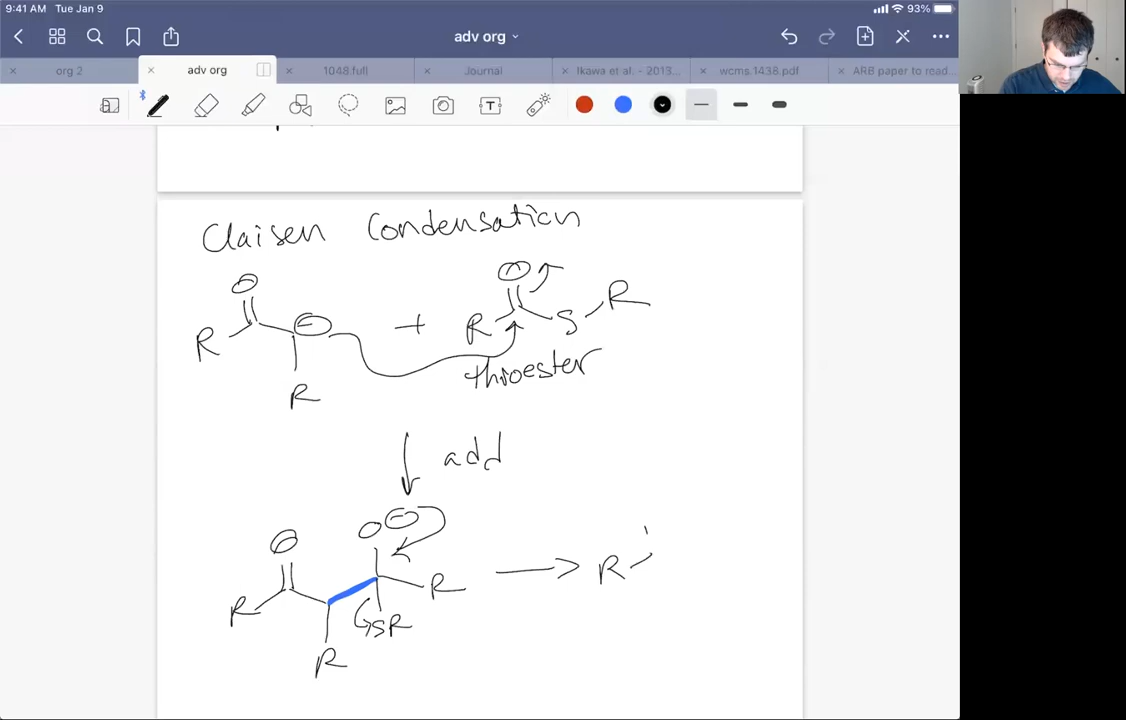 9:41 AM Tue Jan 9
93%
adv org
org 2
adv org
1048.full
Journal
Ikawa et al. - 2013...
wcms.1438.pdf
ARB paper to read...
T
Claisen Condensation
O
O
R
R
+
R
S
R
thioester
add
O
O
R
R
SR
R
R